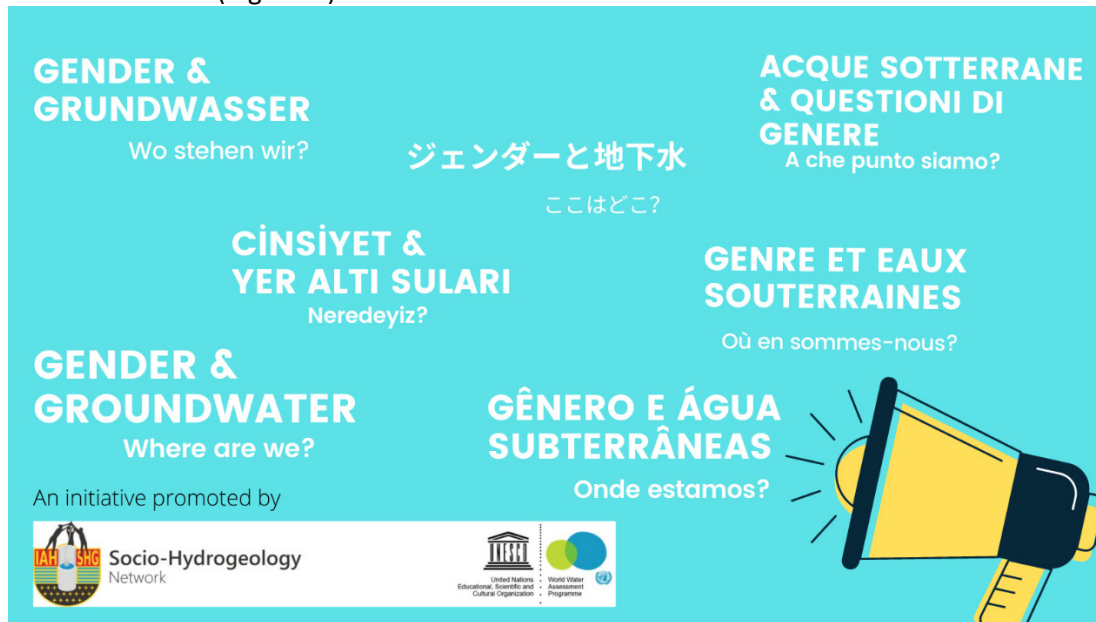 GENDER &
GRUNDWASSER
Wo stehen wir?
ACQUE SOTTERRANE
& QUESTIONI DI
GENERE
A che punto siamo?
ジェンダーと地下水
ここはどこ?
CİNSİYET &
YER ALTI SULARI
Neredeyiz?
GENRE ET EAUX
SOUTERRAINES
Où en sommes-nous?
GENDER &
GROUNDWATER
Where are we?
GÊNERO E ÁGUA
SUBTERRÂNEAS
Onde estamos?
An initiative promoted by
IAH SHG
Socio-Hydrogeology
Network
UNESCO
United Nations
Educational, Scientific and
Cultural Organization
World Water
Assessment
Programme